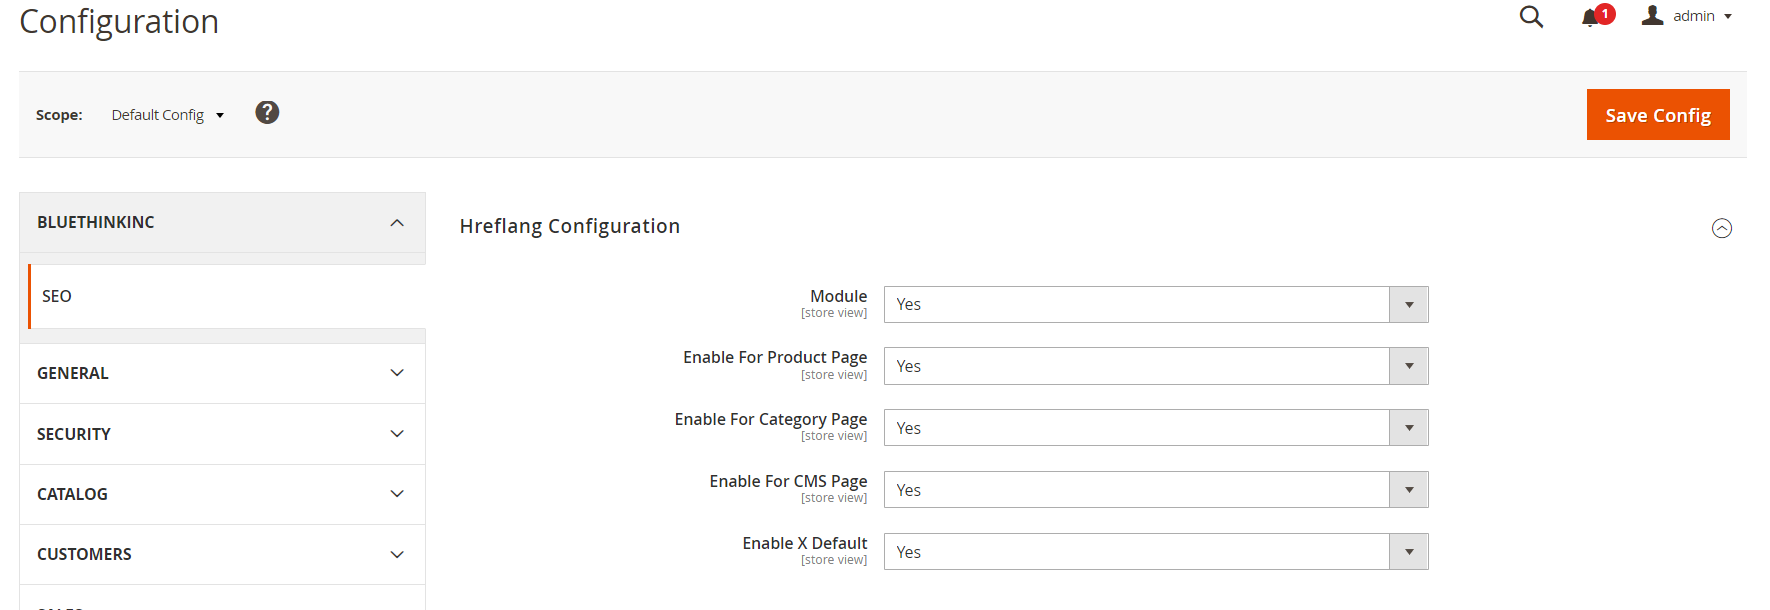 Configuration
1
admin
Scope:
Default Config
?
Save Config
BLUETHINKINC
SEO
GENERAL
SECURITY
CATALOG
CUSTOMERS
Hreflang Configuration
Module
[store view]
Yes
Enable For Product Page
[store view]
Yes
Enable For Category Page
[store view]
Yes
Enable For CMS Page
[store view]
Yes
Enable X Default
[store view]
Yes